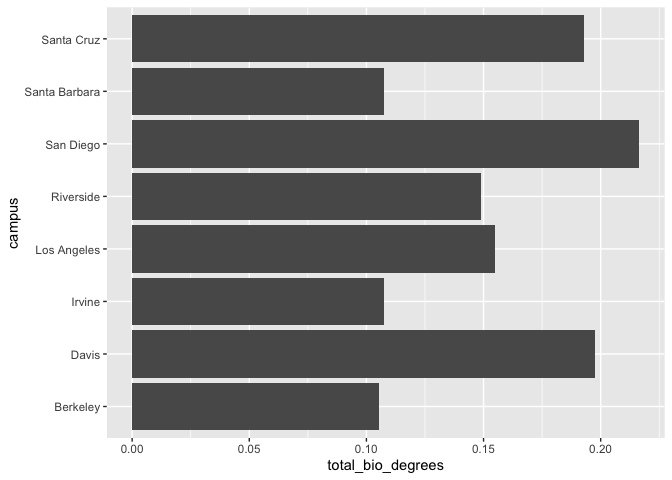 Santa Cruz
Santa Barbara
San Diego
Riverside
Los Angeles
Irvine
Davis
Berkeley
campus
0.00 0.05 0.10 0.15 0.20
total_bio_degrees